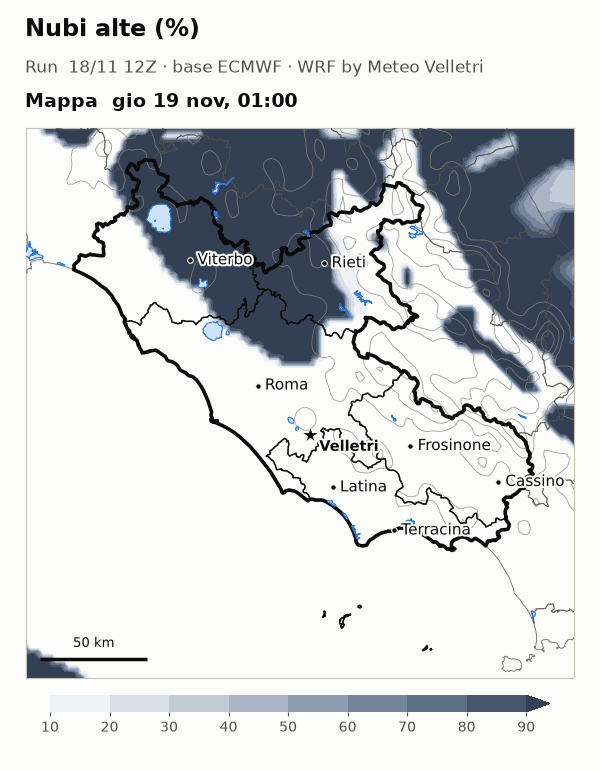 Nubi alte (%)
Run  18/11 12Z · base ECMWF · WRF by Meteo Velletri
Mappa  gio 19 nov, 01:00
Viterbo
Rieti
Roma
Velletri
Frosinone
Latina
Cassino
Terracina
50 km
10 20 30 40 50 60 70 80 90